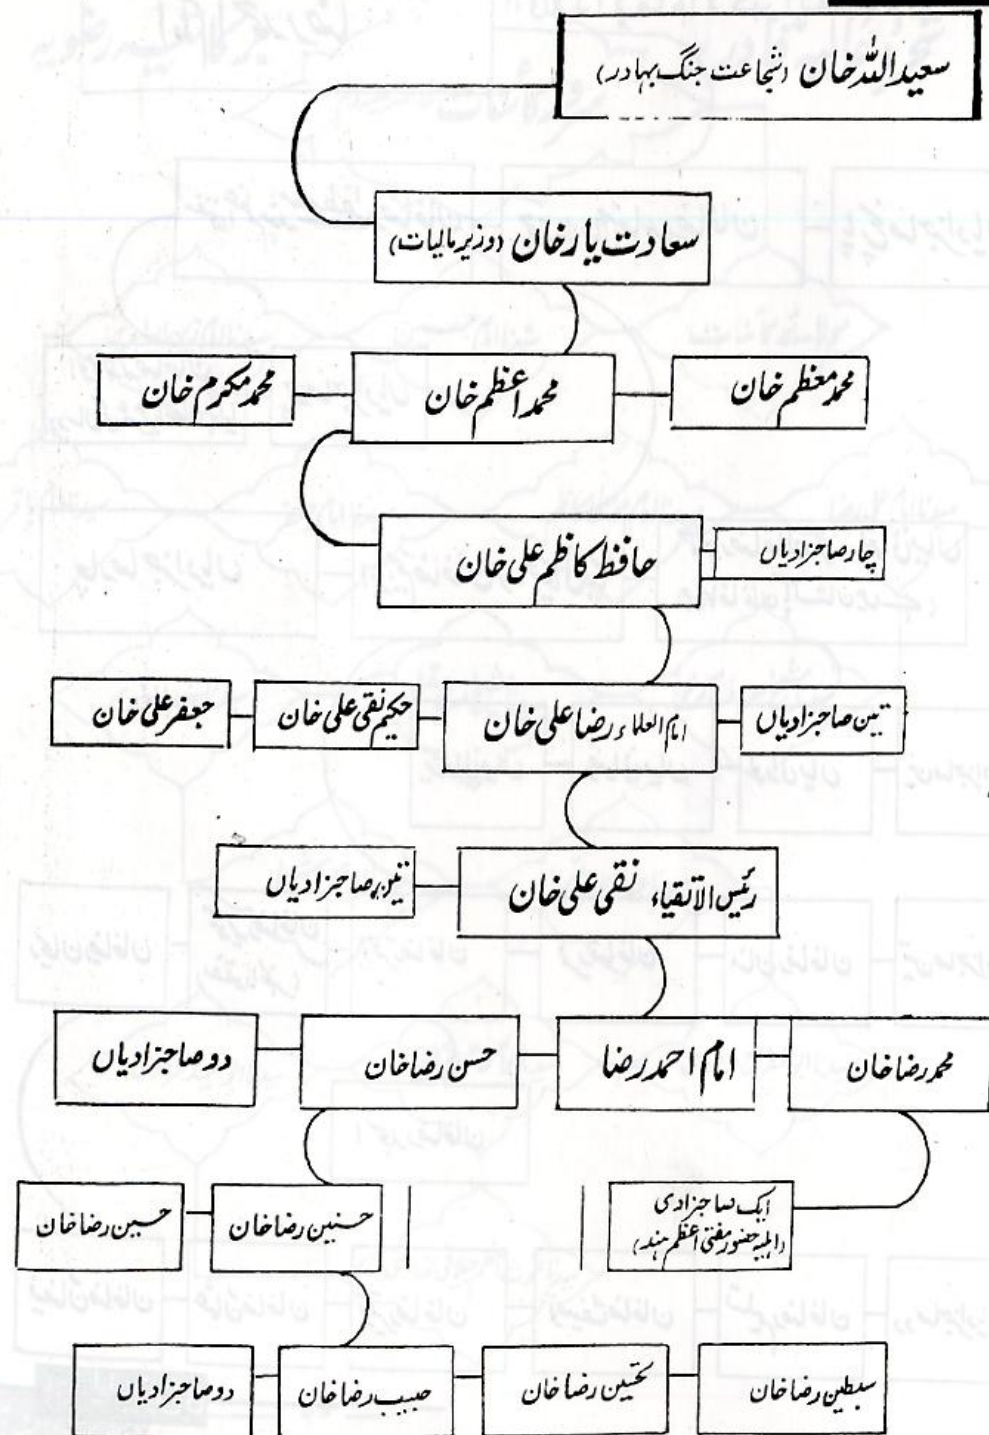 سعید اللہ خان (شجاعت جنگ بہادر)
سعادت یار خان (وزیر مالیات)
محمد معظم خان
محمد اعظم خان
محمد مکرم خان
حافظ کاظم علی خان
چار صاحبزادیاں
تین صاحبزادیاں
امام العلماء رضا علی خان
حکیم تقی علی خان
جعفر علی خان
رئیس الاتقیاء نقی علی خان
تین صاحبزادیاں
محمد رضا خان
امام احمد رضا
حسن رضا خان
دو صاحبزادیاں
ایک صاحبزادی
(اہلیہ حضور مفتی اعظم ہند)
حسنین رضا خان
حسین رضا خان
سبطین رضا خان
تحسین رضا خان
حبیب رضا خان
دو صاحبزادیاں